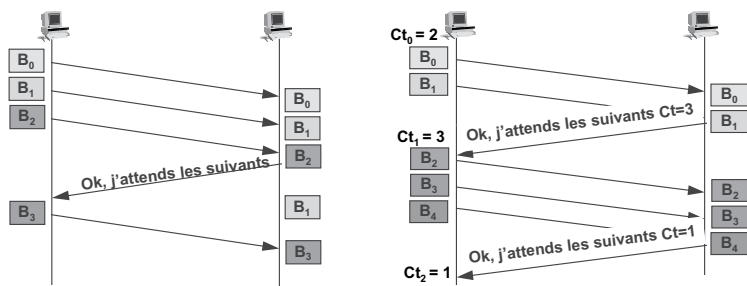 B0
B1
B2
B0
B1
B2
Ok, j'attends les suivants
B1
B3
B3
Ct0 = 2
B0
B1
B0
B1
Ok, j'attends les suivants Ct=3
Ct1 = 3
B2
B3
B4
B2
B3
B4
Ok, j'attends les suivants Ct=1
Ct2 = 1